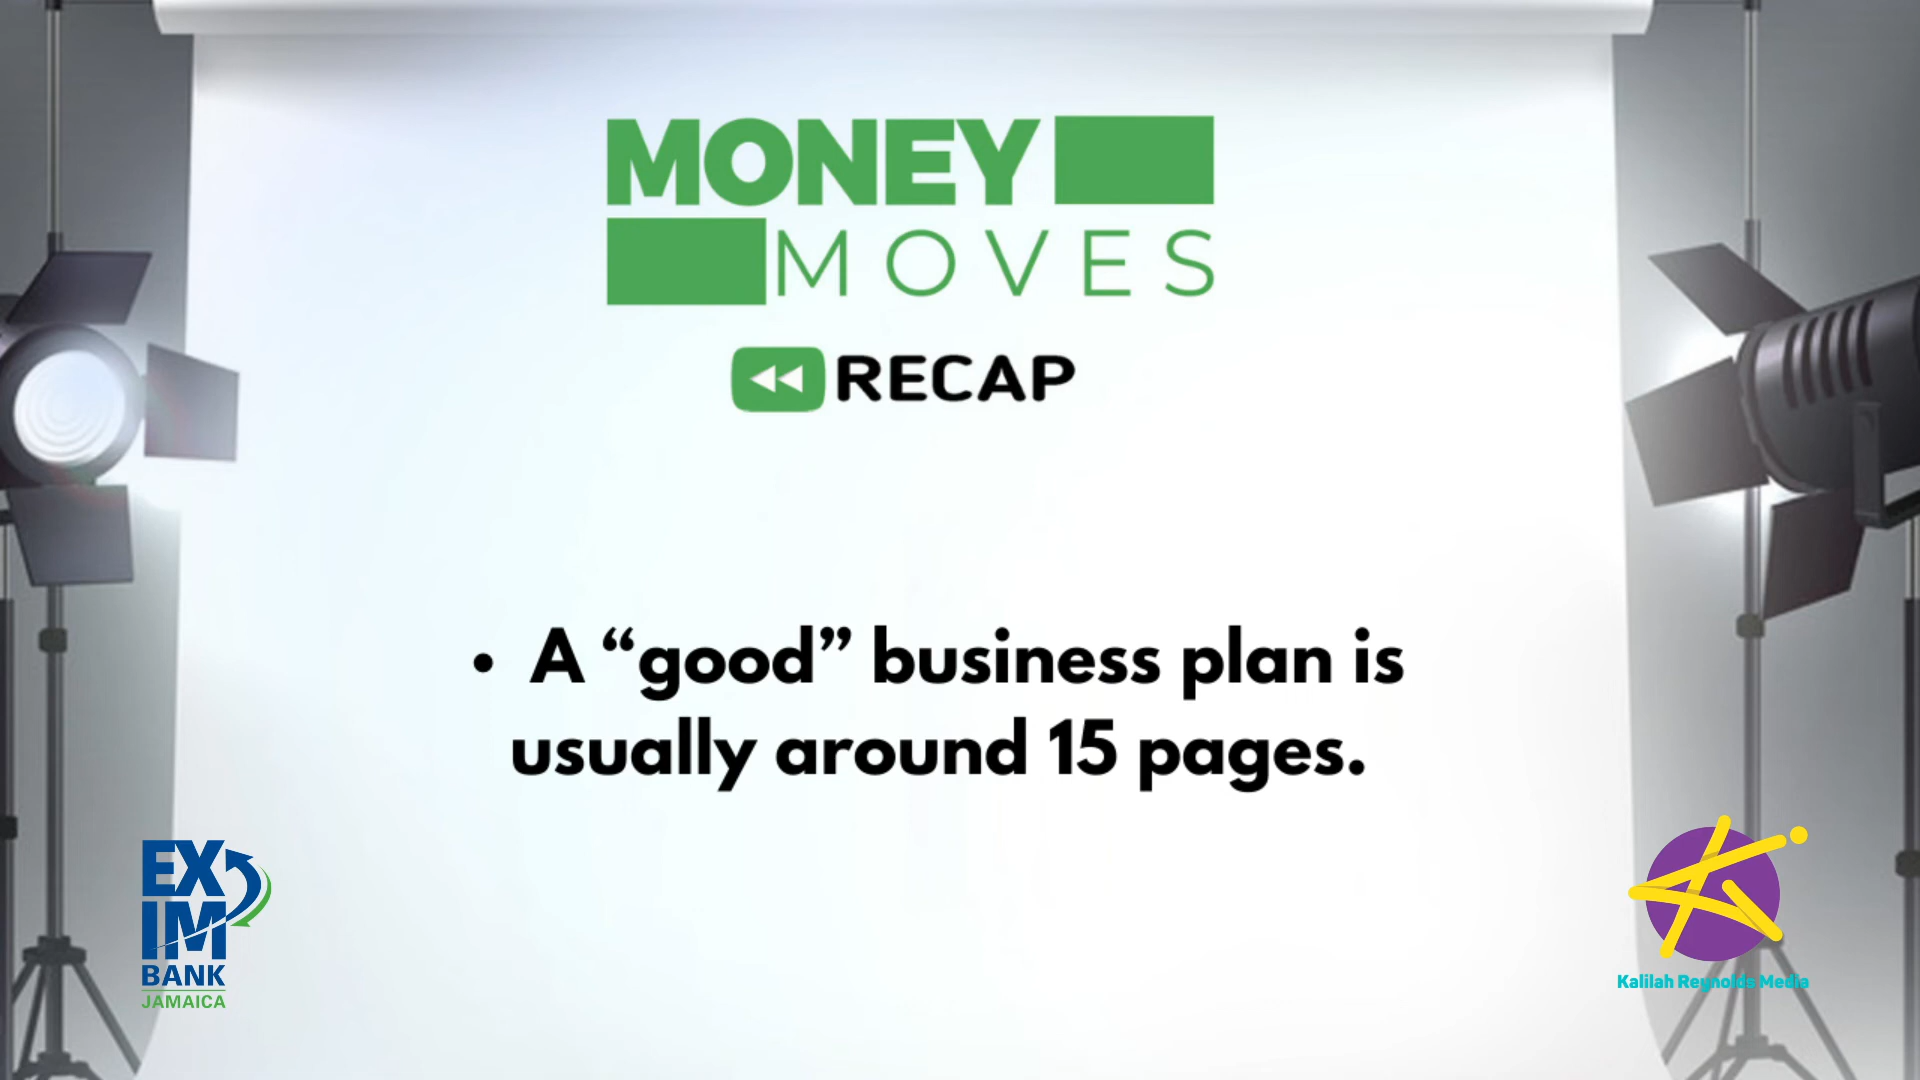 MONEY
MOVES
RECAP
• A “good” business plan is
usually around 15 pages.
EX
IM
BANK
JAMAICA
Kalilah Reynolds Media